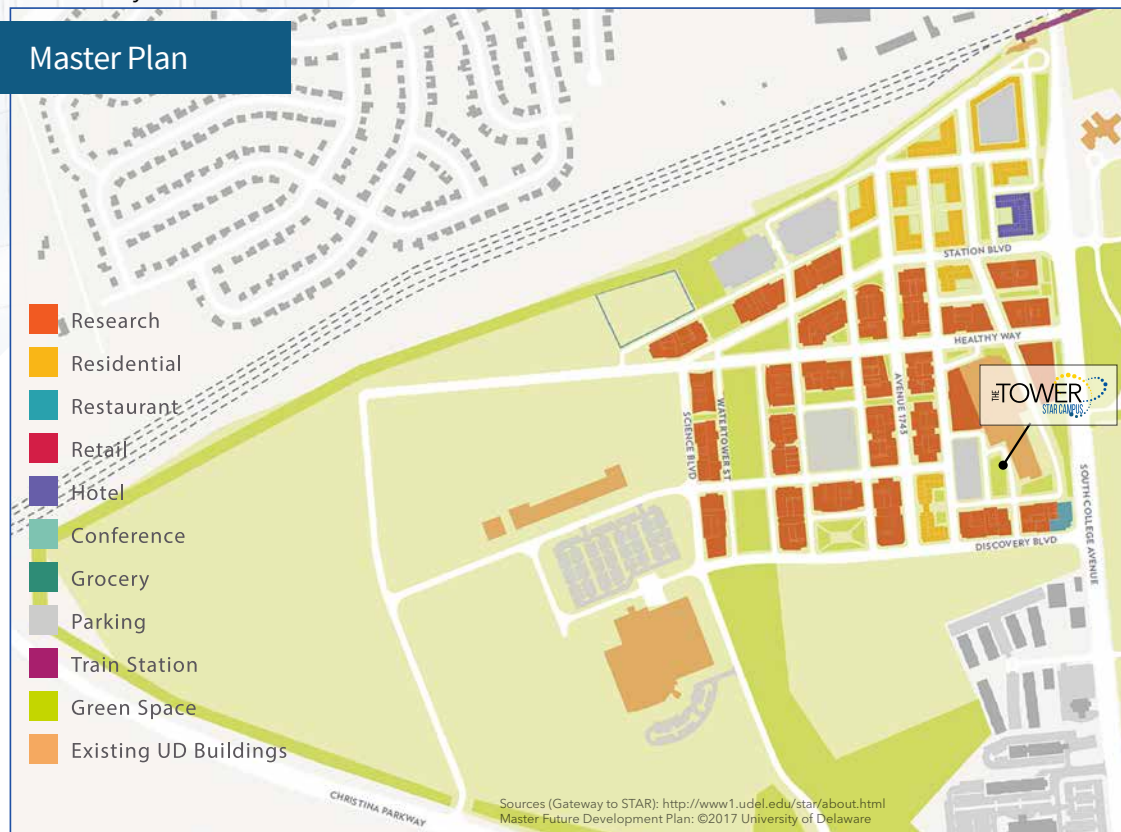 Master Plan
Research
Residential
Restaurant
Retail
Hotel
Conference
Grocery
Parking
Train Station
Green Space
Existing UD Buildings
STATION BLVD
HEALTHY WAY
AVENUE 1743
THE TOWER
STAR CAMPUS
WATERTOWER ST
SCIENCE BLVD
SOUTH COLLEGE AVENUE
DISCOVERY BLVD
CHRISTINA PARKWAY
Sources (Gateway to STAR): http://www1.udel.edu/star/about.html
Master Future Development Plan: ©2017 University of Delaware